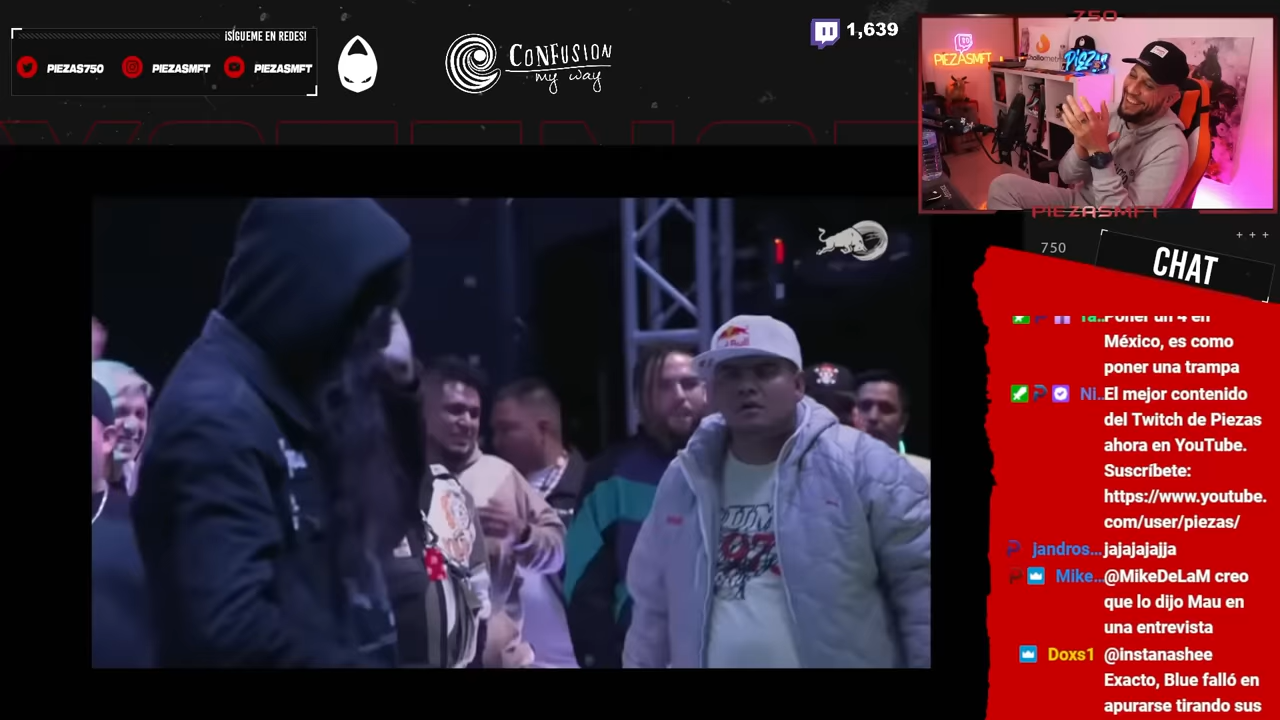 ¡SÍGUEME EN REDES!
PIEZAS750
PIEZASMFT
PIEZASMFT
CONFUSION
my way
1,639
750
PIEZASMFT
PIEZASMFT
750
CHAT
Poner un 4 en
México, es como
poner una trampa
Ni.. El mejor contenido
del Twitch de Piezas
ahora en YouTube.
Suscríbete:
https://www.youtube.
com/user/piezas/
jandros... jajajajajja
Mike... @MikeDeLaM creo
que lo dijo Mau en
una entrevista
Doxs1 @instanashee
Exacto, Blue falló en
apurarse tirando sus